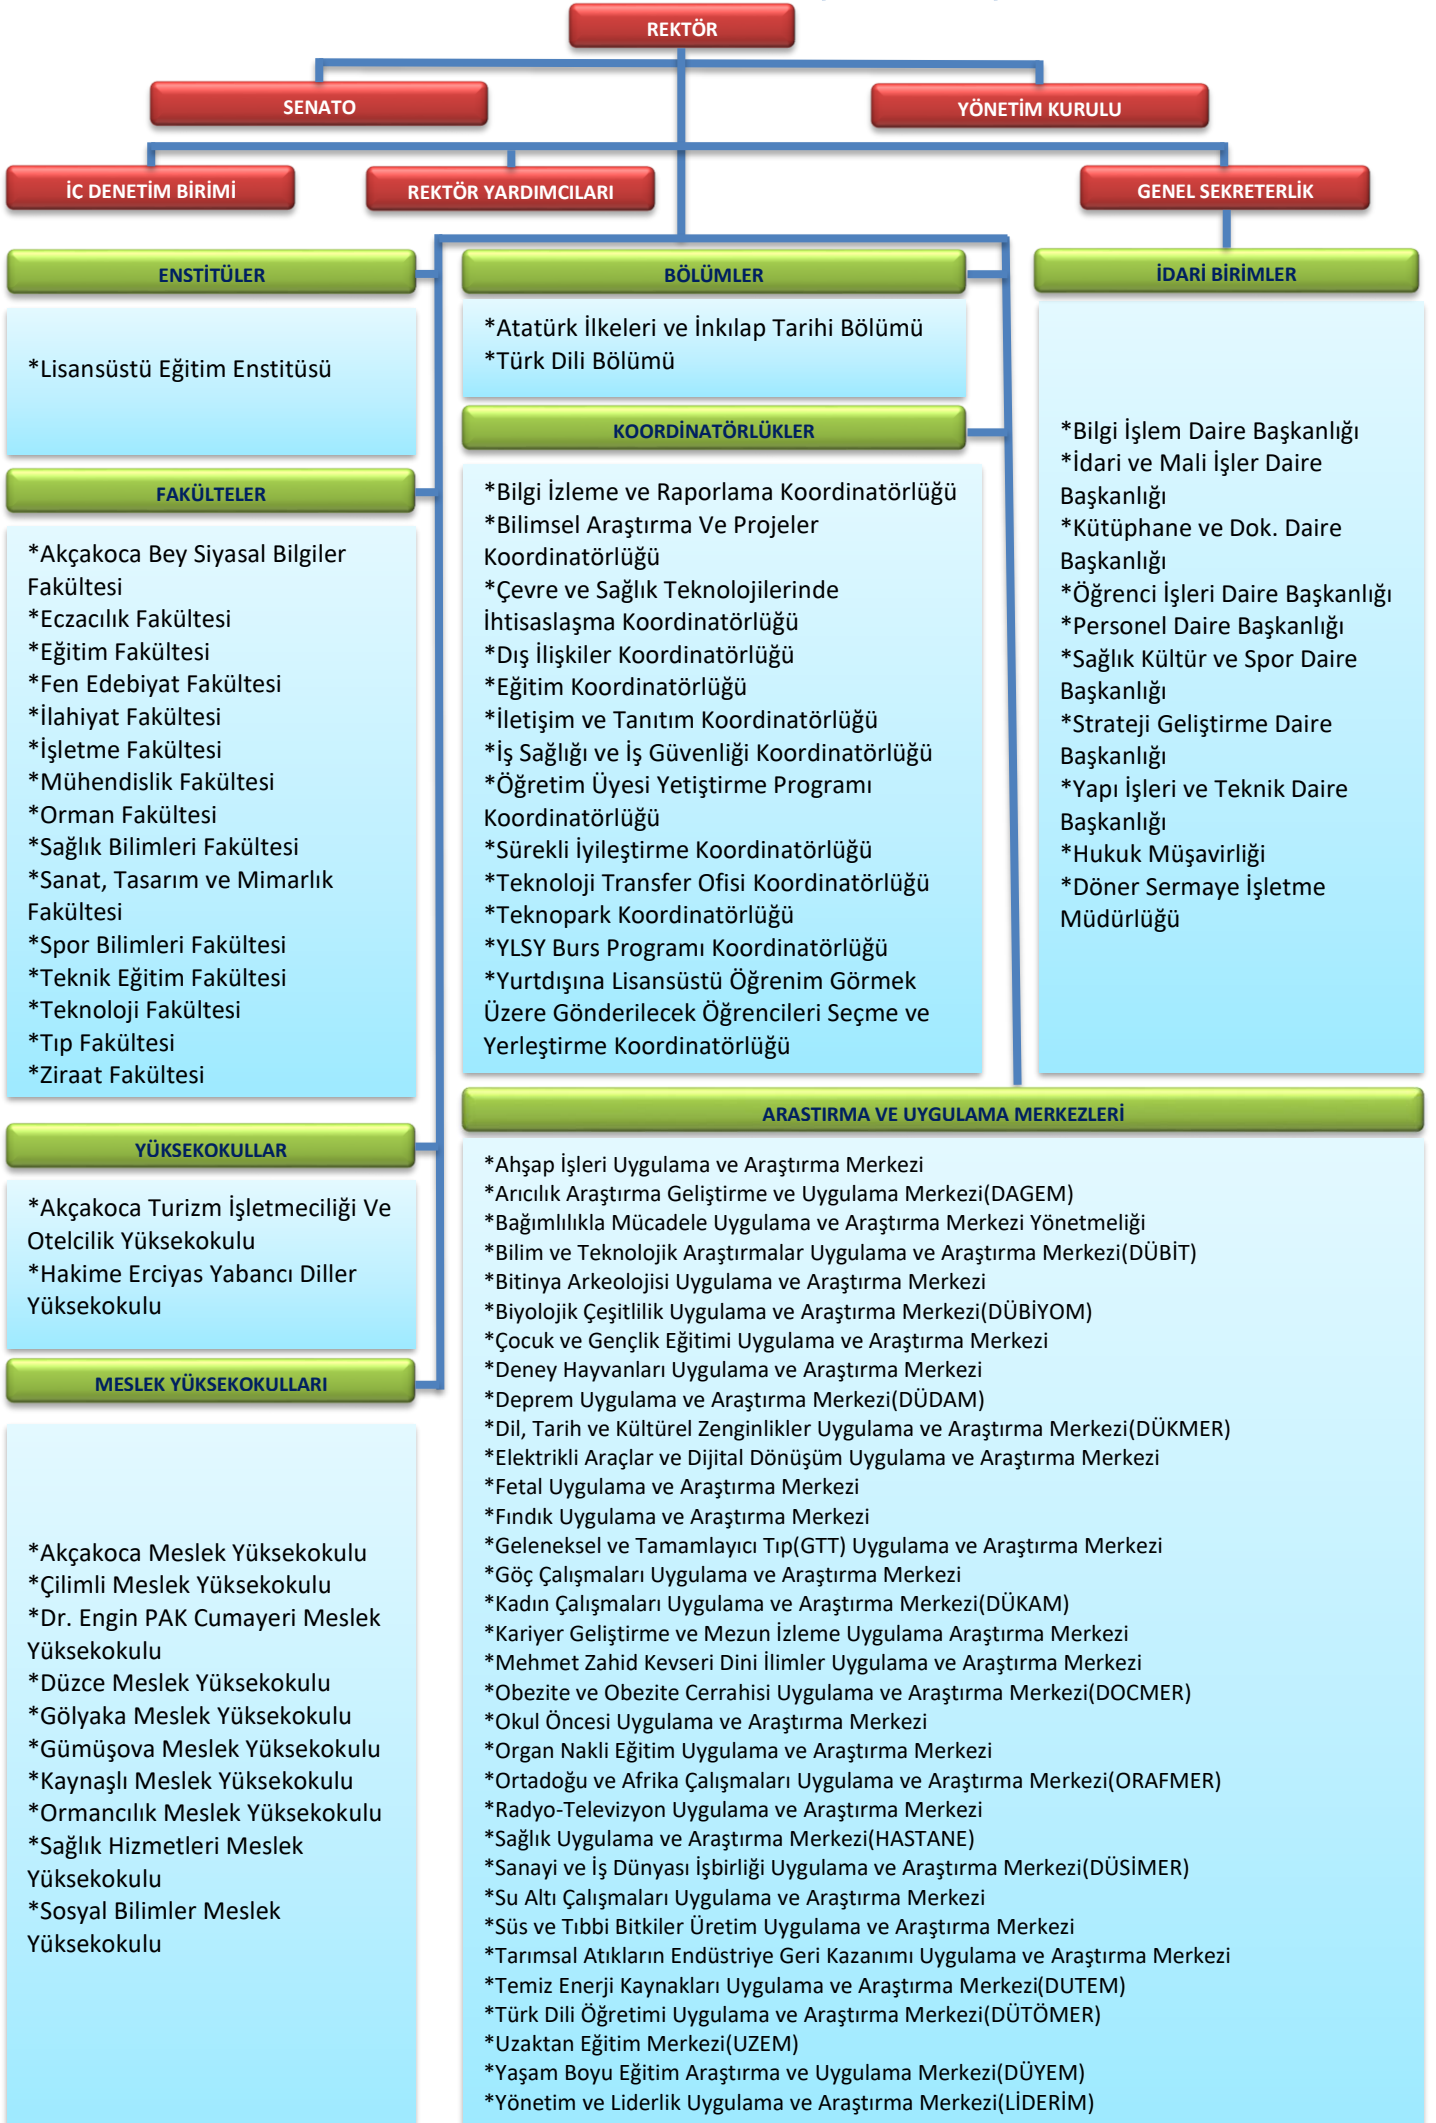 REKTÖR
SENATO
YÖNETİM KURULU
İÇ DENETİM BİRİMİ
REKTÖR YARDIMCILARI
GENEL SEKRETERLİK
ENSTİTÜLER
*Lisansüstü Eğitim Enstitüsü
FAKÜLTELER
*Akçakoca Bey Siyasal Bilgiler
Fakültesi
*Eczacılık Fakültesi
*Eğitim Fakültesi
*Fen Edebiyat Fakültesi
*İlahiyat Fakültesi
*İşletme Fakültesi
*Mühendislik Fakültesi
*Orman Fakültesi
*Sağlık Bilimleri Fakültesi
*Sanat, Tasarım ve Mimarlık
Fakültesi
*Spor Bilimleri Fakültesi
*Teknik Eğitim Fakültesi
*Teknoloji Fakültesi
*Tıp Fakültesi
*Ziraat Fakültesi
YÜKSEKOKULLAR
*Akçakoca Turizm İşletmeciliği Ve
Otelcilik Yüksekokulu
*Hakime Erciyas Yabancı Diller
Yüksekokulu
MESLEK YÜKSEKOKULLARI
*Akçakoca Meslek Yüksekokulu
*Çilimli Meslek Yüksekokulu
*Dr. Engin PAK Cumayeri Meslek
Yüksekokulu
*Düzce Meslek Yüksekokulu
*Gölyaka Meslek Yüksekokulu
*Gümüşova Meslek Yüksekokulu
*Kaynaşlı Meslek Yüksekokulu
*Ormancılık Meslek Yüksekokulu
*Sağlık Hizmetleri Meslek
Yüksekokulu
*Sosyal Bilimler Meslek
Yüksekokulu
BÖLÜMLER
*Atatürk İlkeleri ve İnkılap Tarihi Bölümü
*Türk Dili Bölümü
KOORDİNATÖRLÜKLER
*Bilgi İzleme ve Raporlama Koordinatörlüğü
*Bilimsel Araştırma Ve Projeler
Koordinatörlüğü
*Çevre ve Sağlık Teknolojilerinde
İhtisaslaşma Koordinatörlüğü
*Dış İlişkiler Koordinatörlüğü
*Eğitim Koordinatörlüğü
*İletişim ve Tanıtım Koordinatörlüğü
*İş Sağlığı ve İş Güvenliği Koordinatörlüğü
*Öğretim Üyesi Yetiştirme Programı
Koordinatörlüğü
*Sürekli İyileştirme Koordinatörlüğü
*Teknoloji Transfer Ofisi Koordinatörlüğü
*Teknopark Koordinatörlüğü
*YLSY Burs Programı Koordinatörlüğü
*Yurtdışına Lisansüstü Öğrenim Görmek
Üzere Gönderilecek Öğrencileri Seçme ve
Yerleştirme Koordinatörlüğü
İDARİ BİRİMLER
*Bilgi İşlem Daire Başkanlığı
*İdari ve Mali İşler Daire
Başkanlığı
*Kütüphane ve Dok. Daire
Başkanlığı
*Öğrenci İşleri Daire Başkanlığı
*Personel Daire Başkanlığı
*Sağlık Kültür ve Spor Daire
Başkanlığı
*Strateji Geliştirme Daire
Başkanlığı
*Yapı İşleri ve Teknik Daire
Başkanlığı
*Hukuk Müşavirliği
*Döner Sermaye İşletme
Müdürlüğü
ARASTIRMA VE UYGULAMA MERKEZLERİ
*Ahşap İşleri Uygulama ve Araştırma Merkezi
*Arıcılık Araştırma Geliştirme ve Uygulama Merkezi(DAGEM)
*Bağımlılıkla Mücadele Uygulama ve Araştırma Merkezi Yönetmeliği
*Bilim ve Teknolojik Araştırmalar Uygulama ve Araştırma Merkezi(DÜBİT)
*Bitinya Arkeolojisi Uygulama ve Araştırma Merkezi
*Biyolojik Çeşitlilik Uygulama ve Araştırma Merkezi(DÜBİYOM)
*Çocuk ve Gençlik Eğitimi Uygulama ve Araştırma Merkezi
*Deney Hayvanları Uygulama ve Araştırma Merkezi
*Deprem Uygulama ve Araştırma Merkezi(DÜDAM)
*Dil, Tarih ve Kültürel Zenginlikler Uygulama ve Araştırma Merkezi(DÜKMER)
*Elektrikli Araçlar ve Dijital Dönüşüm Uygulama ve Araştırma Merkezi
*Fetal Uygulama ve Araştırma Merkezi
*Fındık Uygulama ve Araştırma Merkezi
*Geleneksel ve Tamamlayıcı Tıp(GTT) Uygulama ve Araştırma Merkezi
*Göç Çalışmaları Uygulama ve Araştırma Merkezi
*Kadın Çalışmaları Uygulama ve Araştırma Merkezi(DÜKAM)
*Kariyer Geliştirme ve Mezun İzleme Uygulama Araştırma Merkezi
*Mehmet Zahid Kevseri Dini İlimler Uygulama ve Araştırma Merkezi
*Obezite ve Obezite Cerrahisi Uygulama ve Araştırma Merkezi(DOCMER)
*Okul Öncesi Uygulama ve Araştırma Merkezi
*Organ Nakli Eğitim Uygulama ve Araştırma Merkezi
*Ortadoğu ve Afrika Çalışmaları Uygulama ve Araştırma Merkezi(ORAFMER)
*Radyo-Televizyon Uygulama ve Araştırma Merkezi
*Sağlık Uygulama ve Araştırma Merkezi(HASTANE)
*Sanayi ve İş Dünyası İşbirliği Uygulama ve Araştırma Merkezi(DÜSİMER)
*Su Altı Çalışmaları Uygulama ve Araştırma Merkezi
*Süs ve Tıbbi Bitkiler Üretim Uygulama ve Araştırma Merkezi
*Tarımsal Atıkların Endüstriye Geri Kazanımı Uygulama ve Araştırma Merkezi
*Temiz Enerji Kaynakları Uygulama ve Araştırma Merkezi(DUTEM)
*Türk Dili Öğretimi Uygulama ve Araştırma Merkezi(DÜTÖMER)
*Uzaktan Eğitim Merkezi(UZEM)
*Yaşam Boyu Eğitim Araştırma ve Uygulama Merkezi(DÜYEM)
*Yönetim ve Liderlik Uygulama ve Araştırma Merkezi(LİDERİM)